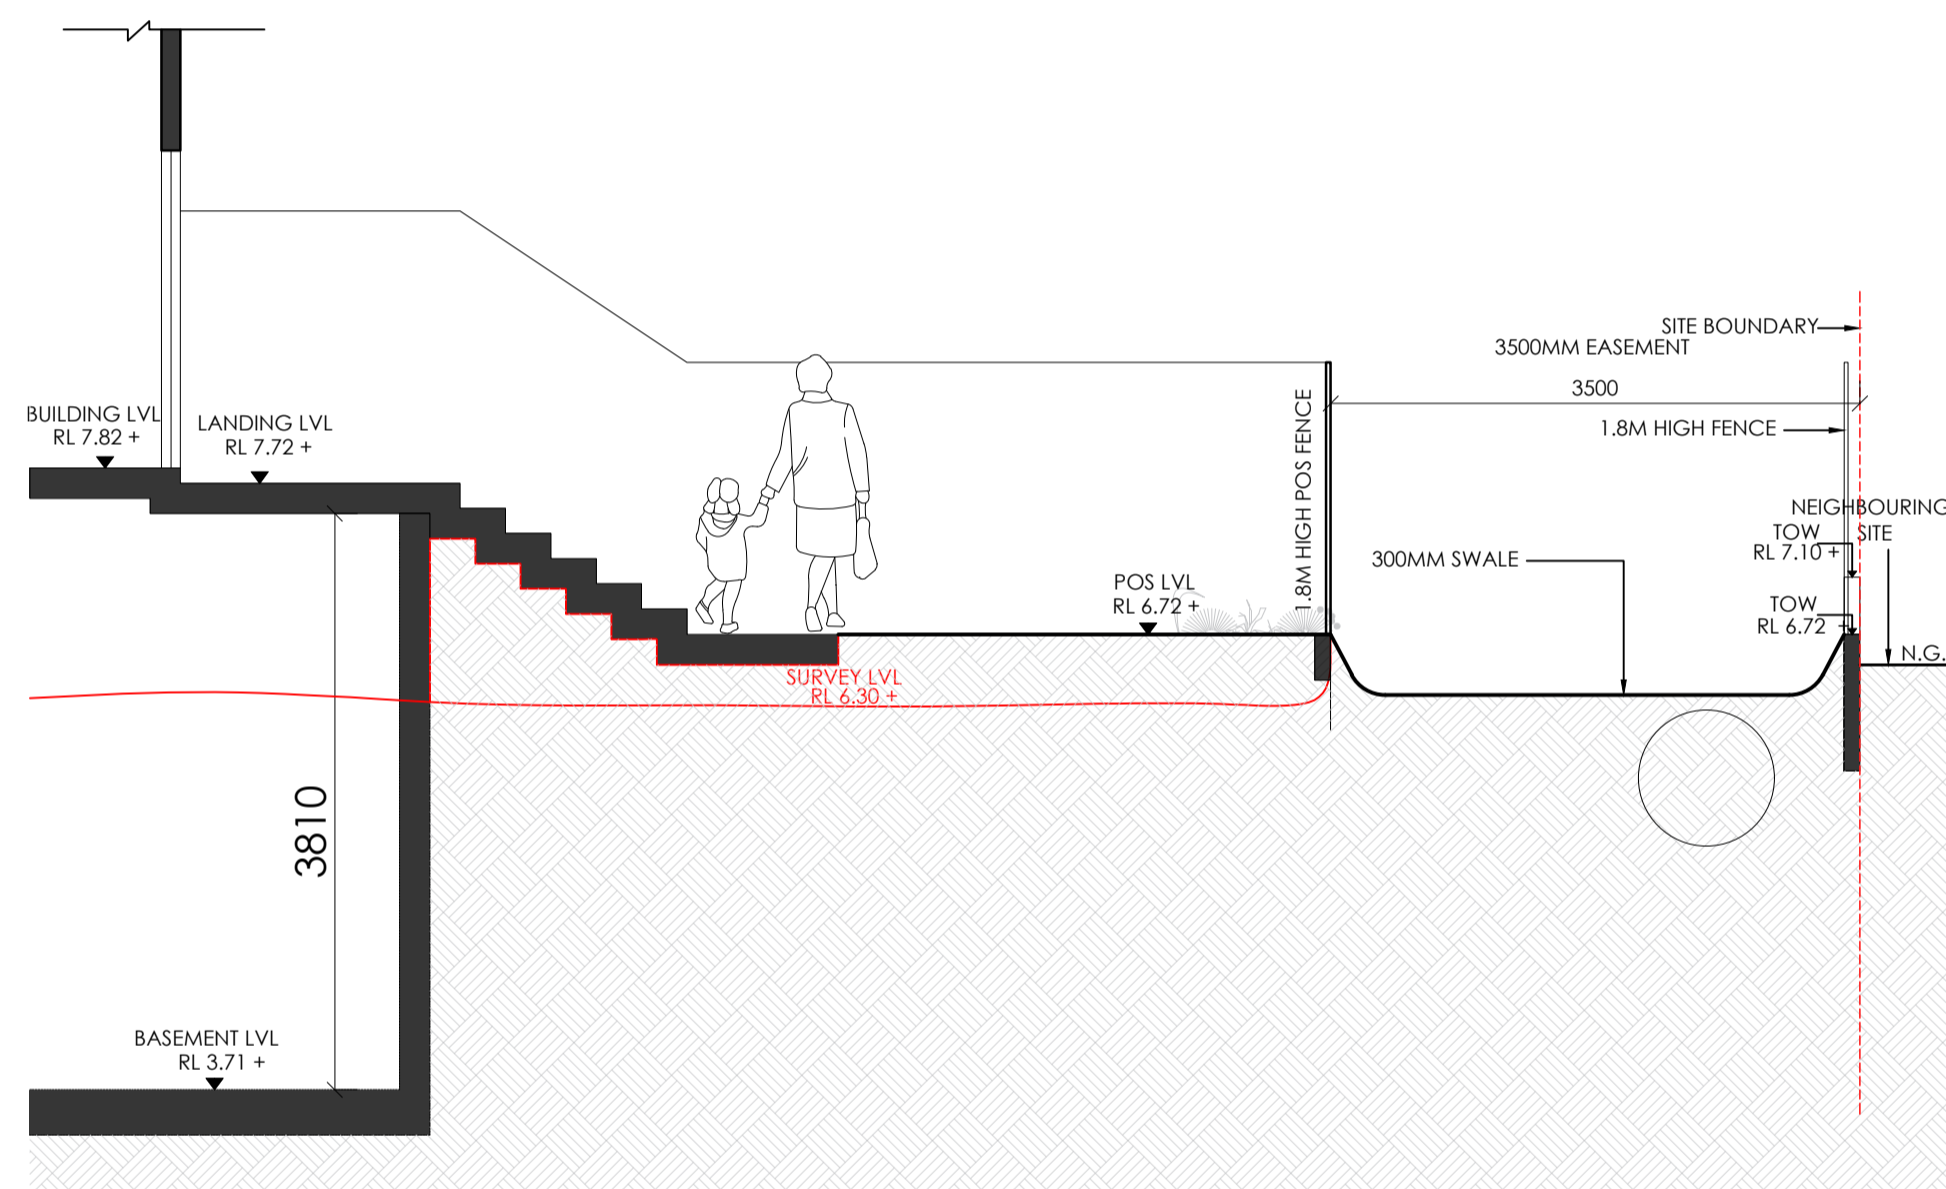 SITE BOUNDARY
3500MM EASEMENT
3500
1.8M HIGH FENCE
BUILDING LVL
RL 7.82 +
LANDING LVL
RL 7.72 +
1.8M HIGH POS FENCE
NEIGHBOURING
SITE
TOW
RL 7.10 +
300MM SWALE
POS LVL
RL 6.72 +
TOW
RL 6.72 +
N.G.
SURVEY LVL
RL 6.30 +
3810
BASEMENT LVL
RL 3.71 +